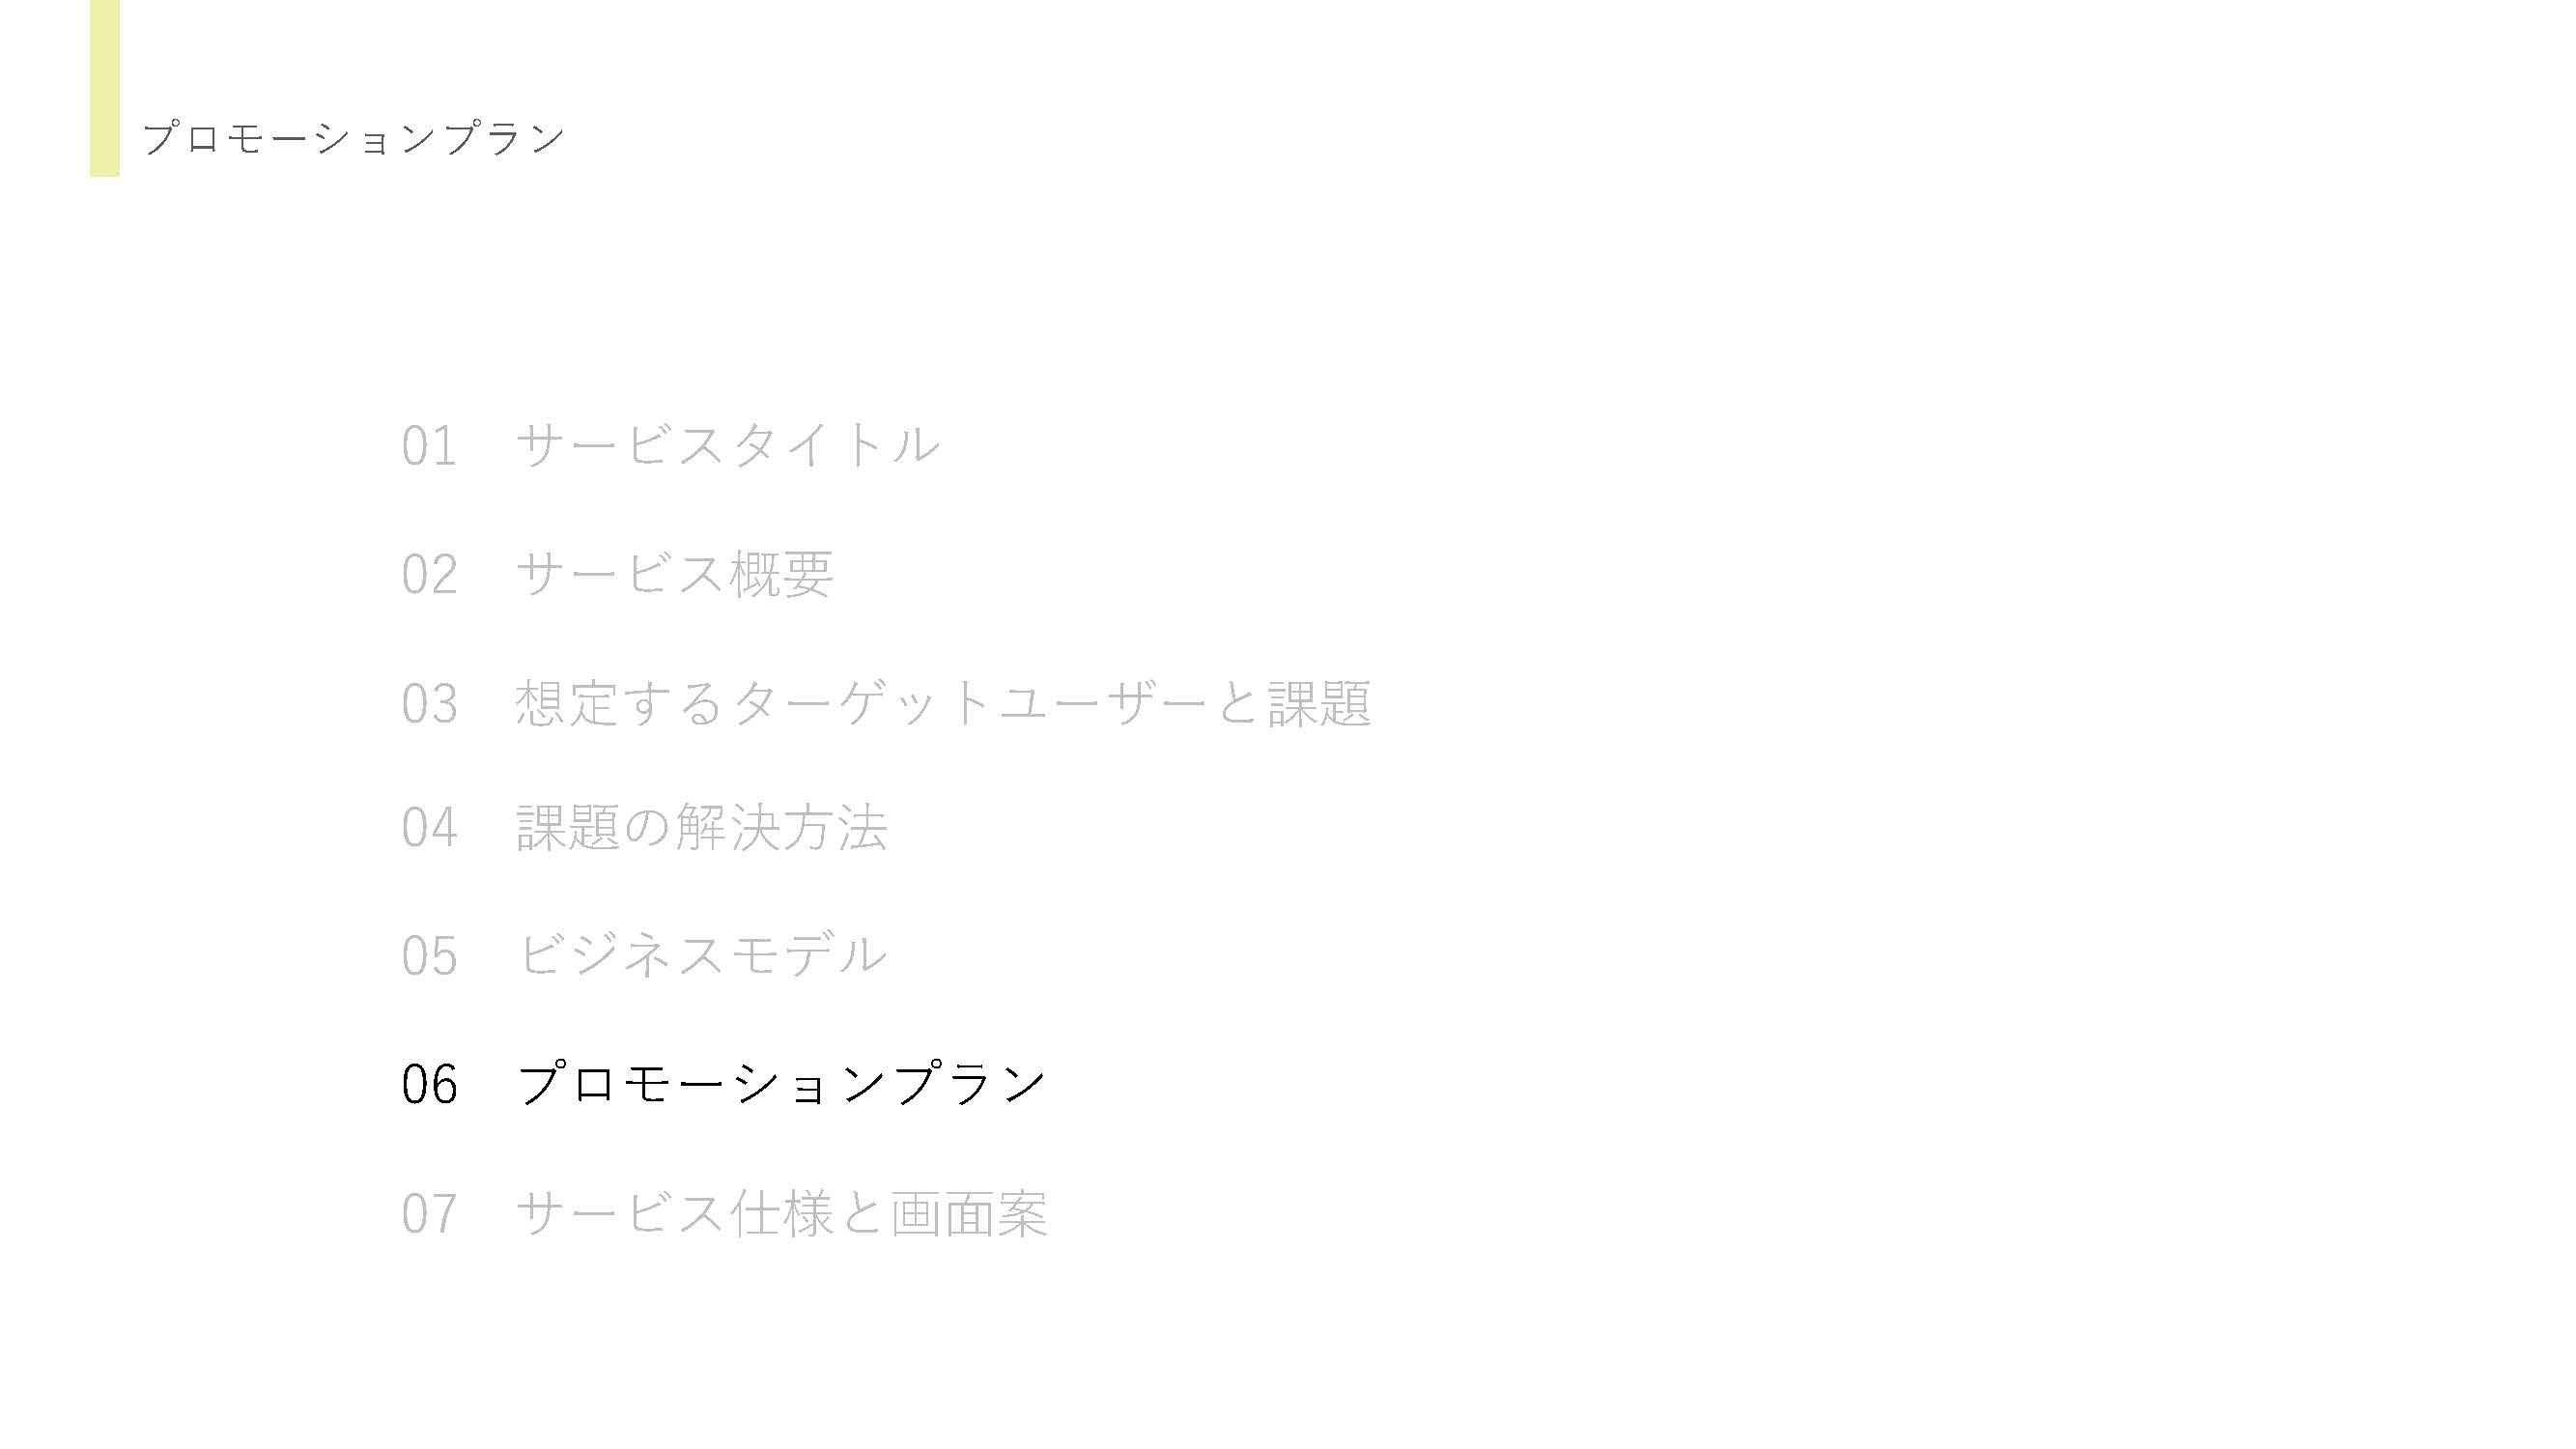 プロモーションプラン
01 サービスタイトル
02 サービス概要
03 想定するターゲットユーザーと課題
04 課題の解決方法
05 ビジネスモデル
06 プロモーションプラン
07 サービス仕様と画面案